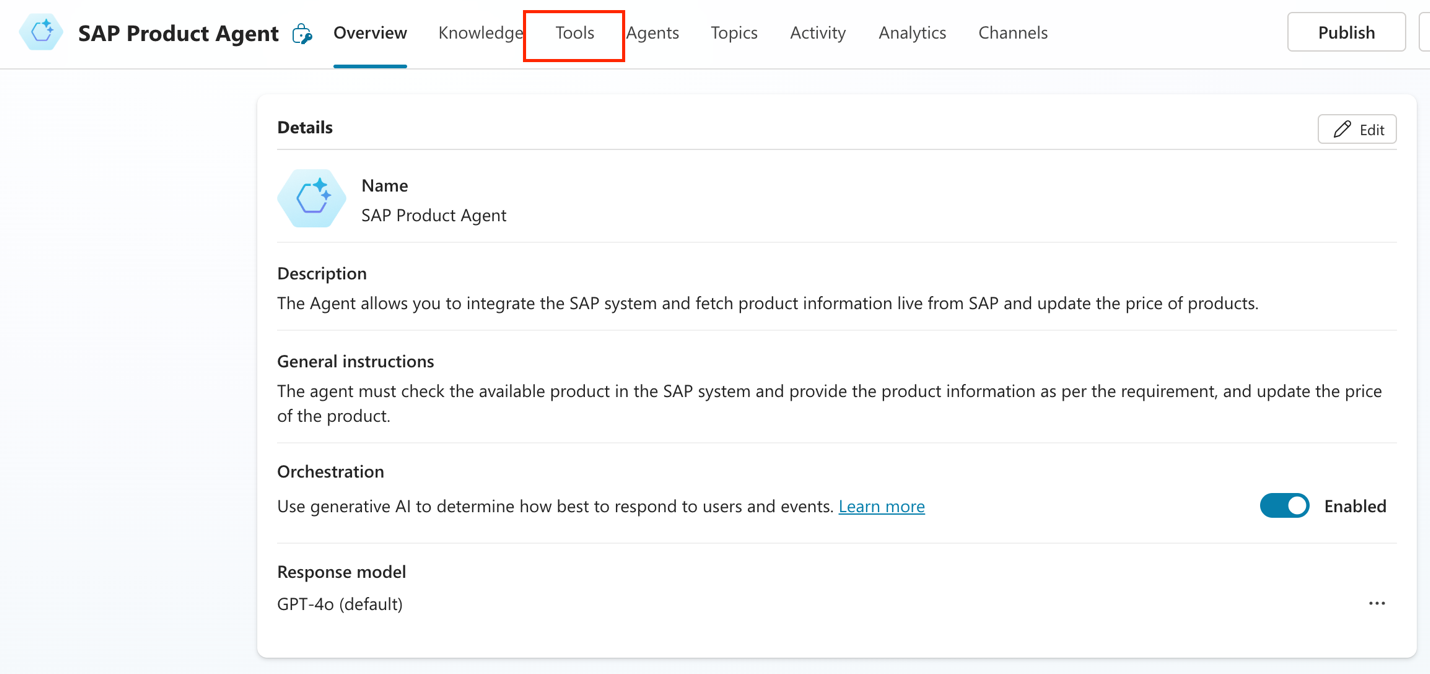 SAP Product Agent
Overview
Knowledge
Tools
Agents
Topics
Activity
Analytics
Channels
Publish
Details
Edit
Name
SAP Product Agent
Description
The Agent allows you to integrate the SAP system and fetch product information live from SAP and update the price of products.
General instructions
The agent must check the available product in the SAP system and provide the product information as per the requirement, and update the price
of the product.
Orchestration
Use generative AI to determine how best to respond to users and events. Learn more
Enabled
Response model
GPT-4o (default)